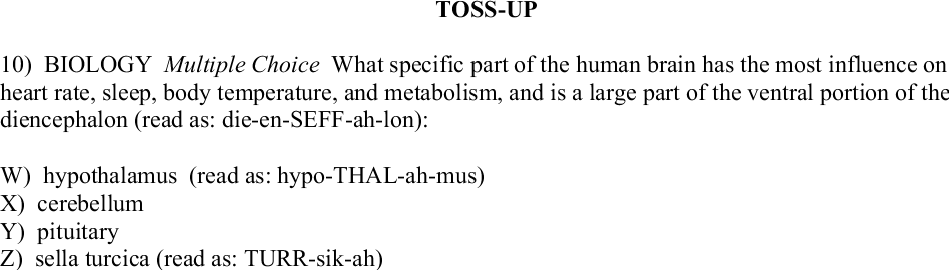 TOSS-UP
10) BIOLOGY Multiple Choice What specific part of the human brain has the most influence on
heart rate, sleep, body temperature, and metabolism, and is a large part of the ventral portion of the
diencephalon (read as: die-en-SEFF-ah-lon):
W) hypothalamus (read as: hypo-THAL-ah-mus)
X) cerebellum
Y) pituitary
Z) sella turcica (read as: TURR-sik-ah)